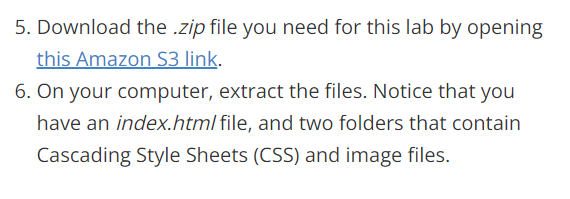 5. Download the .zip file you need for this lab by opening
this Amazon S3 link.
6. On your computer, extract the files. Notice that you
have an index.html file, and two folders that contain
Cascading Style Sheets (CSS) and image files.